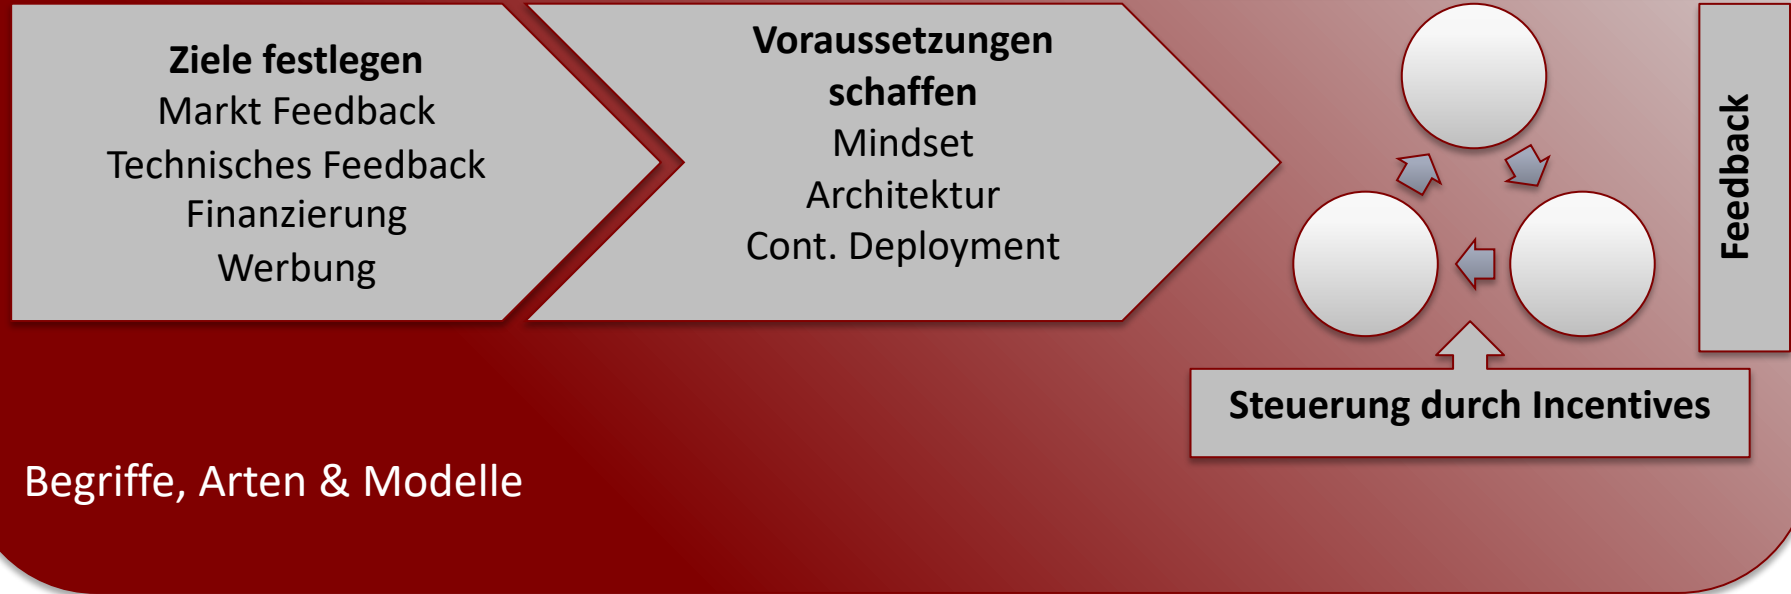 Ziele festlegen
Markt Feedback
Technisches Feedback
Finanzierung
Werbung
Voraussetzungen
schaffen
Mindset
Architektur
Cont. Deployment
Feedback
Steuerung durch Incentives
Begriffe, Arten & Modelle